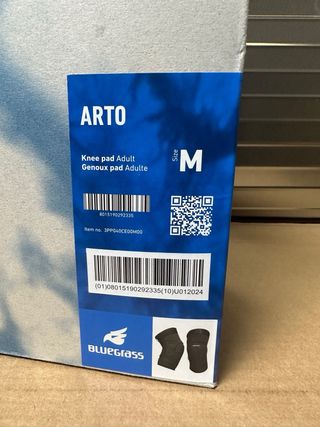 ARTO
Knee pad Adult
Genoux pad Adulte
Size M
8015190292335
Item no. 3PP040CE00M00
(01)08015190292335(10)U012024
BLUEGRASS